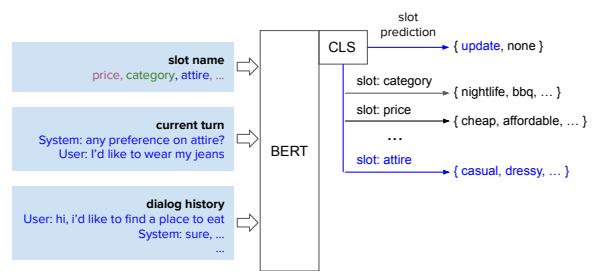 slot name
price, category, attire, ...
current turn
System: any preference on attire?
User: I'd like to wear my jeans
dialog history
User: hi, i'd like to find a place to eat
System: sure, ...
...
BERT
CLS
slot
prediction
{ update, none }
slot: category
{ nightlife, bbq, ... }
slot: price
{ cheap, affordable, ... }
...
slot: attire
{ casual, dressy, ... }